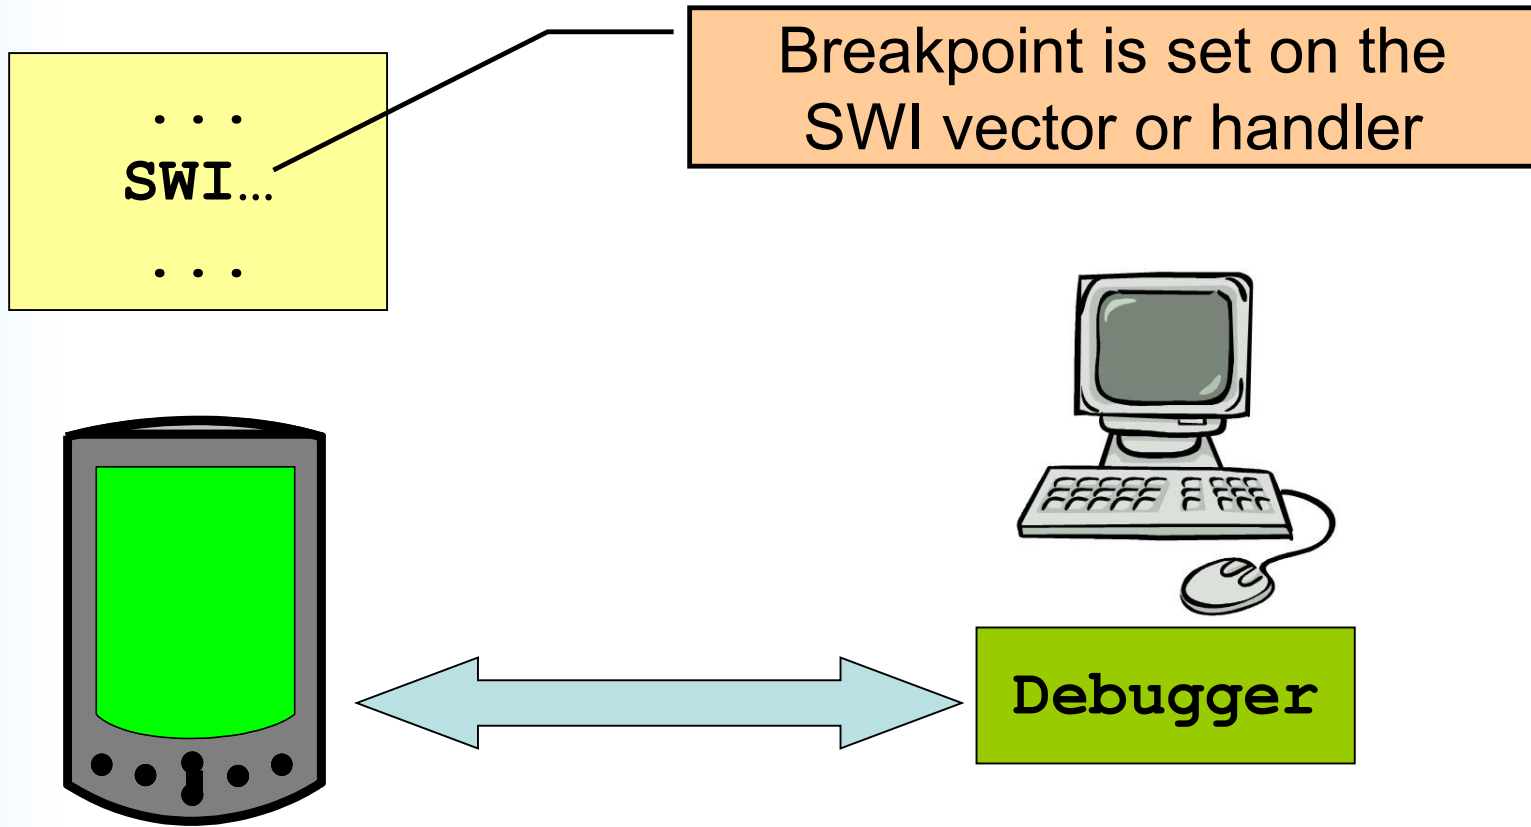 Breakpoint is set on the
SWI vector or handler
. . .
SWI…
. . .
Debugger